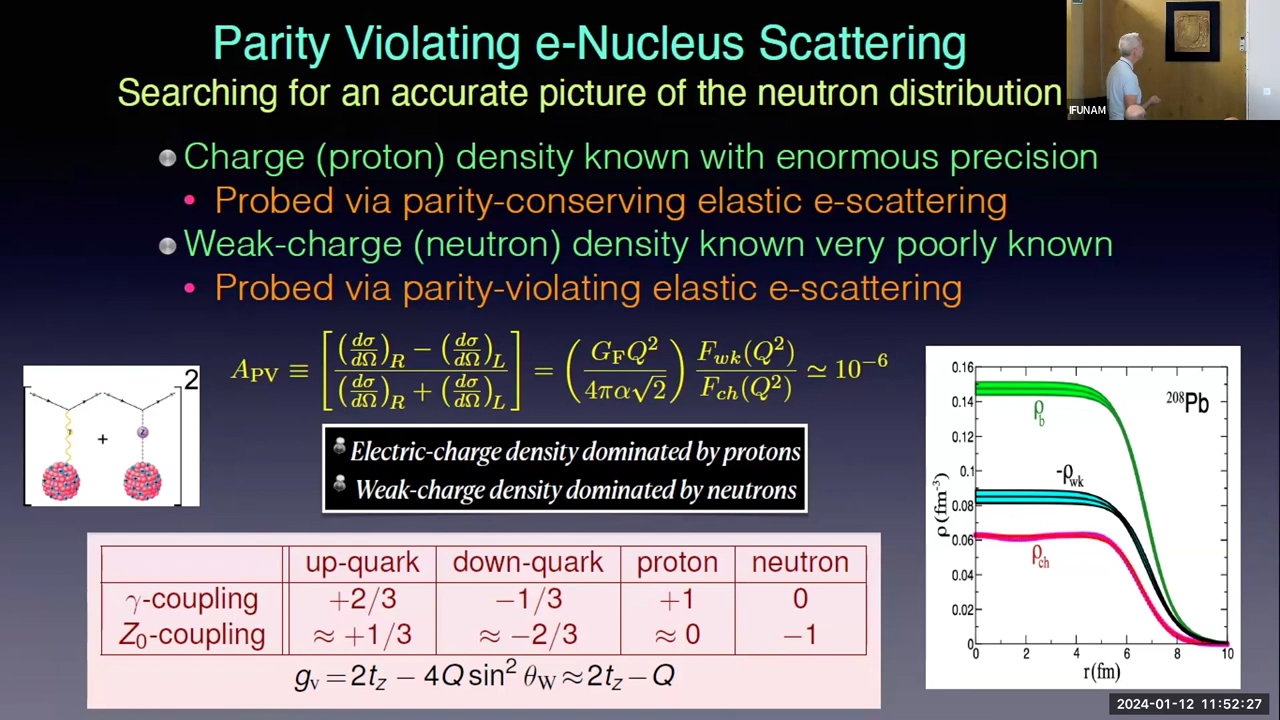 Parity Violating e-Nucleus Scattering
Searching for an accurate picture of the neutron distribution
IFUNAM
Charge (proton) density known with enormous precision
• Probed via parity-conserving elastic e-scattering
Weak-charge (neutron) density known very poorly known
• Probed via parity-violating elastic e-scattering
A_PV ≡ [ ( (dσ/dΩ)_R − (dσ/dΩ)_L ) / ( (dσ/dΩ)_R + (dσ/dΩ)_L ) ] = ( G_F Q² / 4πα√2 ) F_wk(Q²) / F_ch(Q²) ≃ 10⁻⁶
2
+
Z
Electric-charge density dominated by protons
Weak-charge density dominated by neutrons
up-quark down-quark proton neutron
γ-coupling +2/3 −1/3 +1 0
Z₀-coupling ≈ +1/3 ≈ −2/3 ≈ 0 −1
g_v = 2t_z − 4Q sin² θ_W ≈ 2t_z − Q
0.16
0.14
0.12
0.1
0.08
0.06
0.04
0.02
0
ρ(fm⁻³)
²⁰⁸Pb
ρ_b
-ρ_wk
ρ_ch
0 2 4 6 8 10
r(fm)
2024-01-12 11:52:27